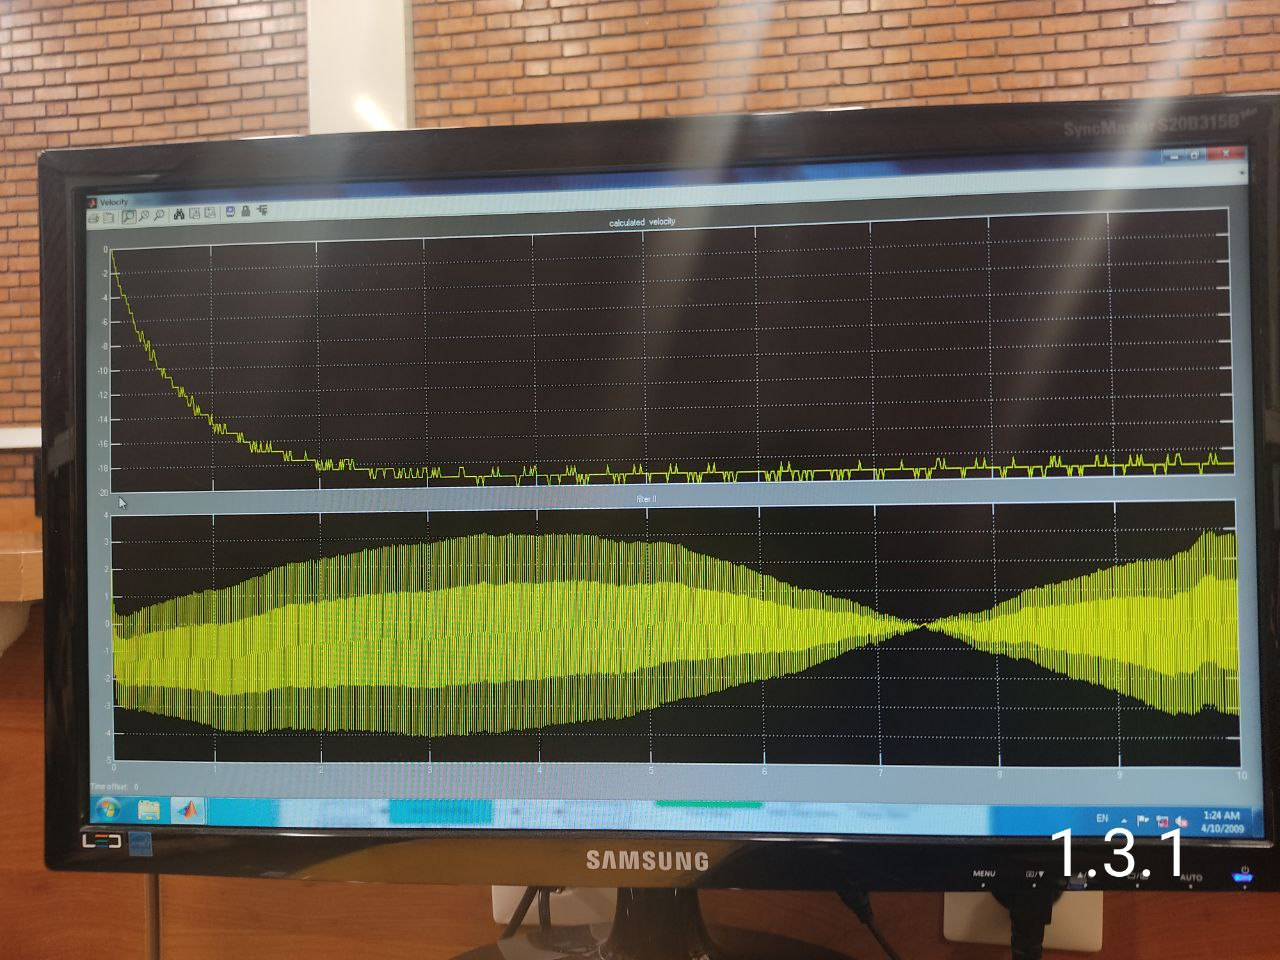 SyncMaster S20B315B
Velocity
calculated velocity
0
-2
-4
-6
-8
-10
-12
-14
-16
-18
-20
filter II
4
3
2
1
0
-1
-2
-3
-4
-5
0 1 2 3 4 5 6 7 8 9 10
Time offset: 0
EN
1:24 AM
4/10/2009
LED
SAMSUNG
MENU
AUTO
1.3.1